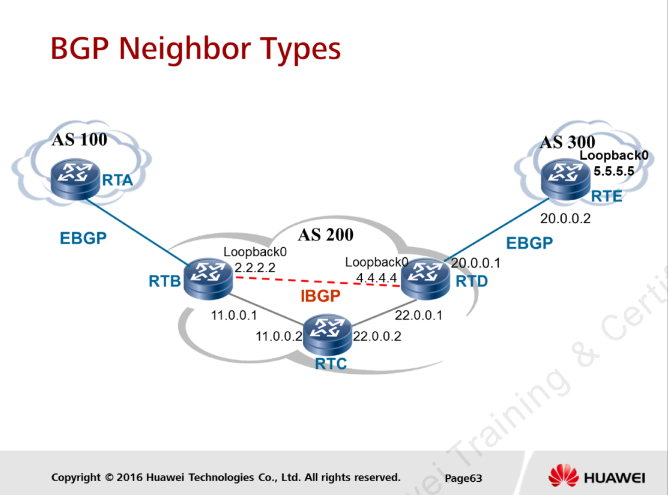 BGP Neighbor Types
AS 100
RTA
EBGP
AS 300
Loopback0
5.5.5.5
RTE
20.0.0.2
EBGP
AS 200
Loopback0
2.2.2.2
RTB
Loopback0
4.4.4.4
20.0.0.1
RTD
IBGP
11.0.0.1
22.0.0.1
11.0.0.2
22.0.0.2
RTC
Training & Certi
Copyright © 2016 Huawei Technologies Co., Ltd. All rights reserved.
Page63
HUAWEI